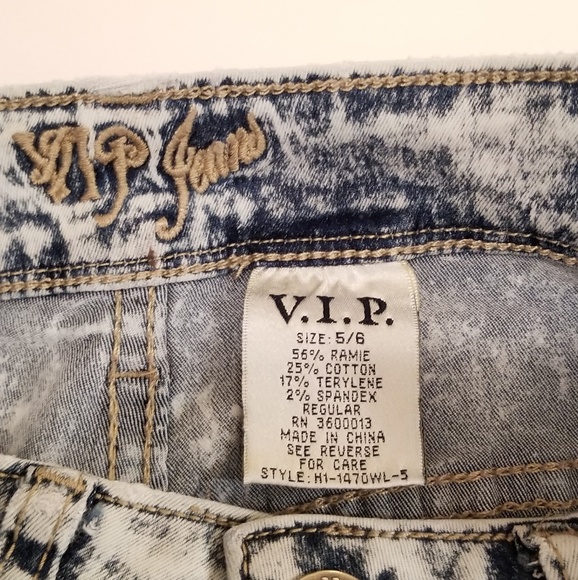 VIP Jeans
V.I.P.
SIZE: 5/6
56% RAMIE
25% COTTON
17% TERYLENE
2% SPANDEX
REGULAR
RN 3600013
MADE IN CHINA
SEE REVERSE
FOR CARE
STYLE: H1-1470WL-5